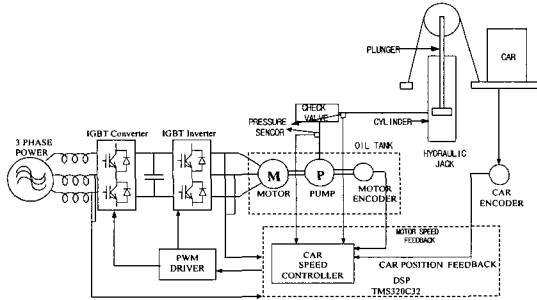 PLUNGER
CAR
CHECK
VALVE
PRESSURE
SENCOR
CYLINDER
IGBT Converter
IGBT Inverter
3 PHASE
POWER
OIL TANK
HYDRAULIC
JACK
M
P
MOTOR
PUMP
MOTOR
ENCODER
CAR
ENCODER
MOTOR SPEED
FEEDBACK
PWM
DRIVER
CAR
SPEED
CONTROLLER
CAR POSITION FEEDBACK
DSP
TMS320C32